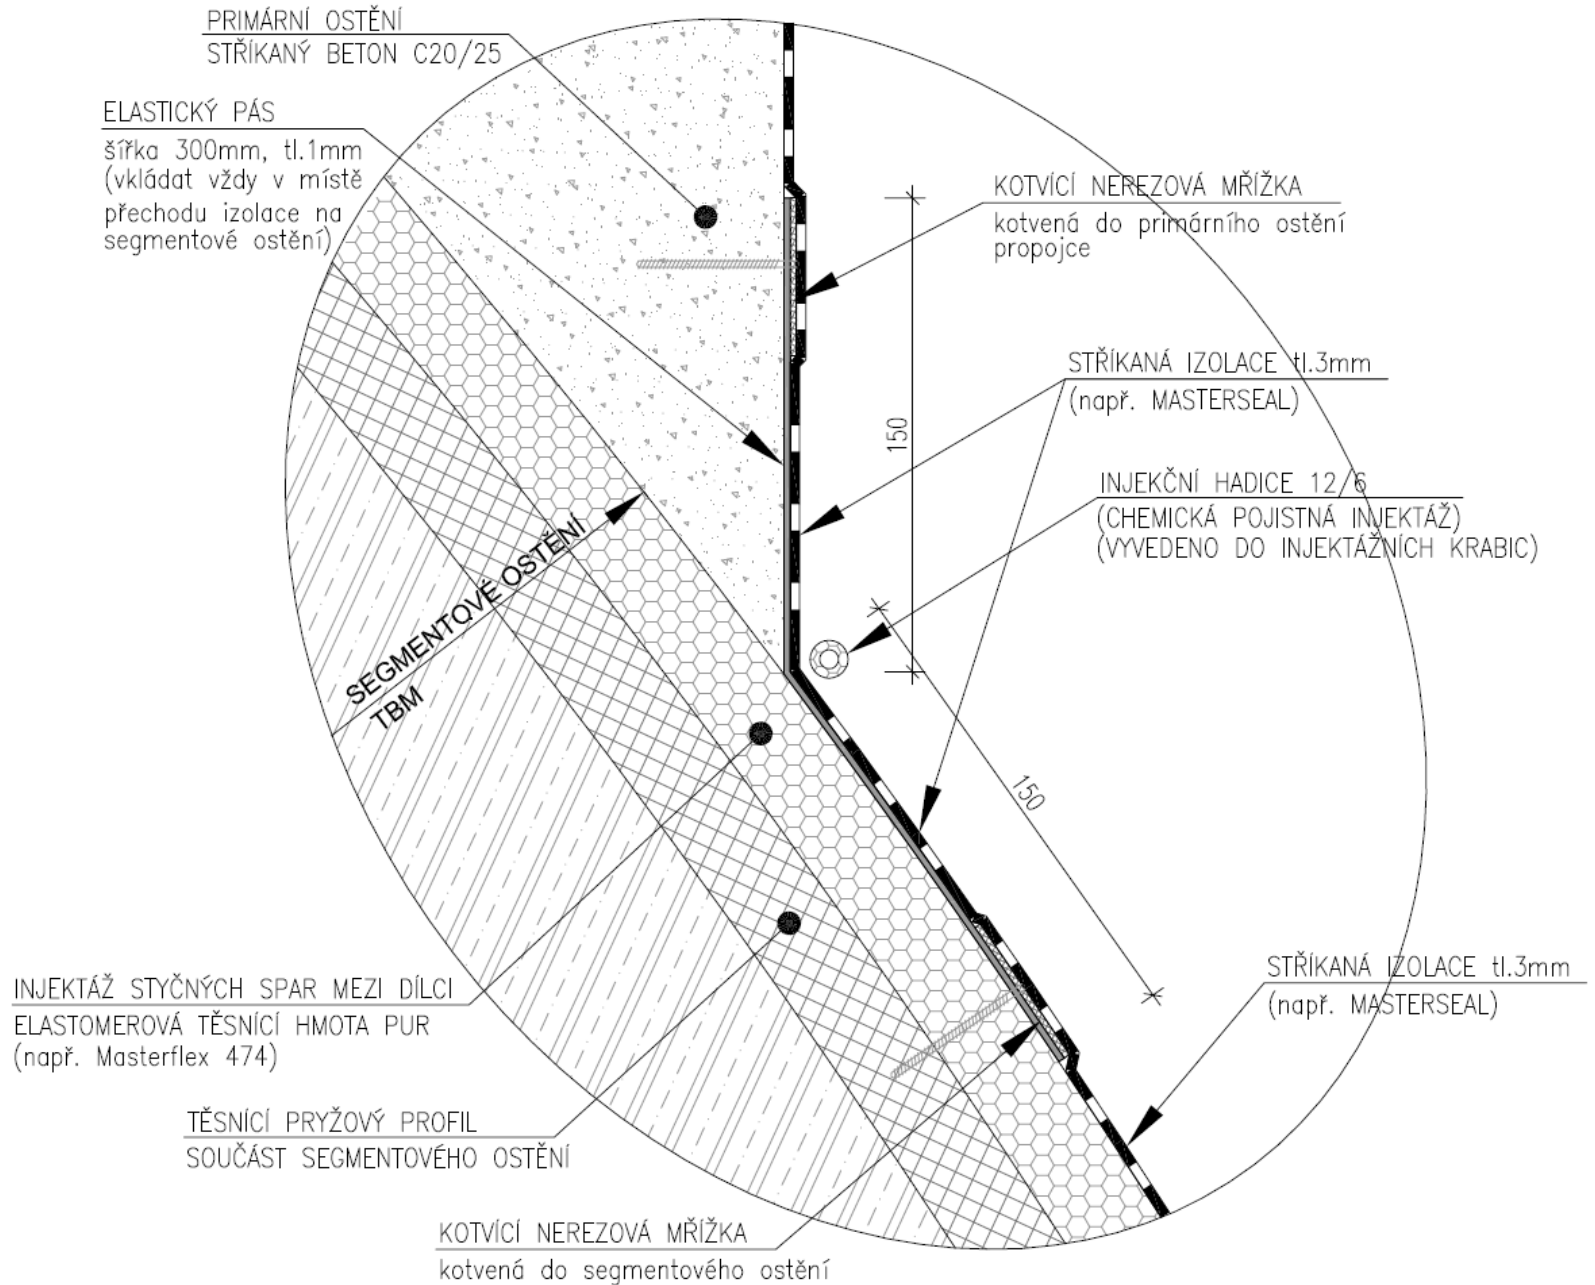 PRIMÁRNÍ OSTĚNÍ
STŘÍKANÝ BETON C20/25
ELASTICKÝ PÁS
šířka 300mm, tl.1mm
(vkládat vždy v místě
přechodu izolace na
segmentové ostění)
KOTVÍCÍ NEREZOVÁ MŘÍŽKA
kotvená do primárního ostění
propojce
STŘÍKANÁ IZOLACE tl.3mm
(např. MASTERSEAL)
150
INJEKČNÍ HADICE 12/6
(CHEMICKÁ POJISTNÁ INJEKTÁŽ)
(VYVEDENO DO INJEKTÁŽNÍCH KRABIC)
SEGMENTOVÉ OSTĚNÍ
TBM
150
STŘÍKANÁ IZOLACE tl.3mm
(např. MASTERSEAL)
INJEKTÁŽ STYČNÝCH SPAR MEZI DÍLCI
ELASTOMEROVÁ TĚSNÍCÍ HMOTA PUR
(např. Masterflex 474)
TĚSNÍCÍ PRYŽOVÝ PROFIL
SOUČÁST SEGMENTOVÉHO OSTĚNÍ
KOTVÍCÍ NEREZOVÁ MŘÍŽKA
kotvená do segmentového ostění